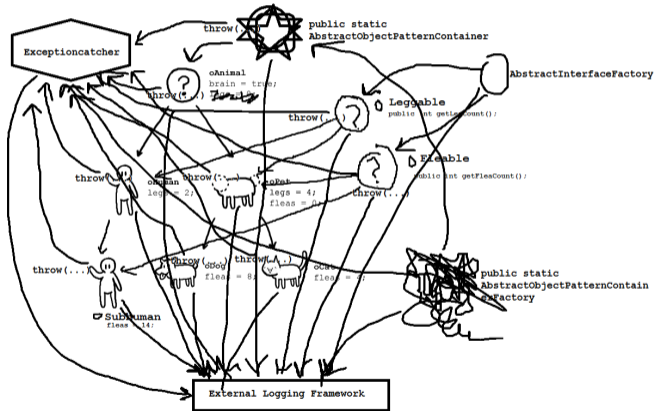 throw(...)
public static
AbstractObjectPatternContainer
Exceptioncatcher
oAnimal
brain = true;
throw(...)
AbstractInterfaceFactory
Leggable
public int getLegCount();
throw(...)
?
?
?
Fleable
public int getFleaCount();
throw(...)
throw(...)
throw(...)
oHuman
legs = 2;
oPet
legs = 4;
fleas = 0;
throw(...)
throw(...)
throw(...)
oDog
fleas = 8;
oCat
fleas =
public static
AbstractObjectPatternContain
erFactory
SubHuman
fleas = 14;
External Logging Framework